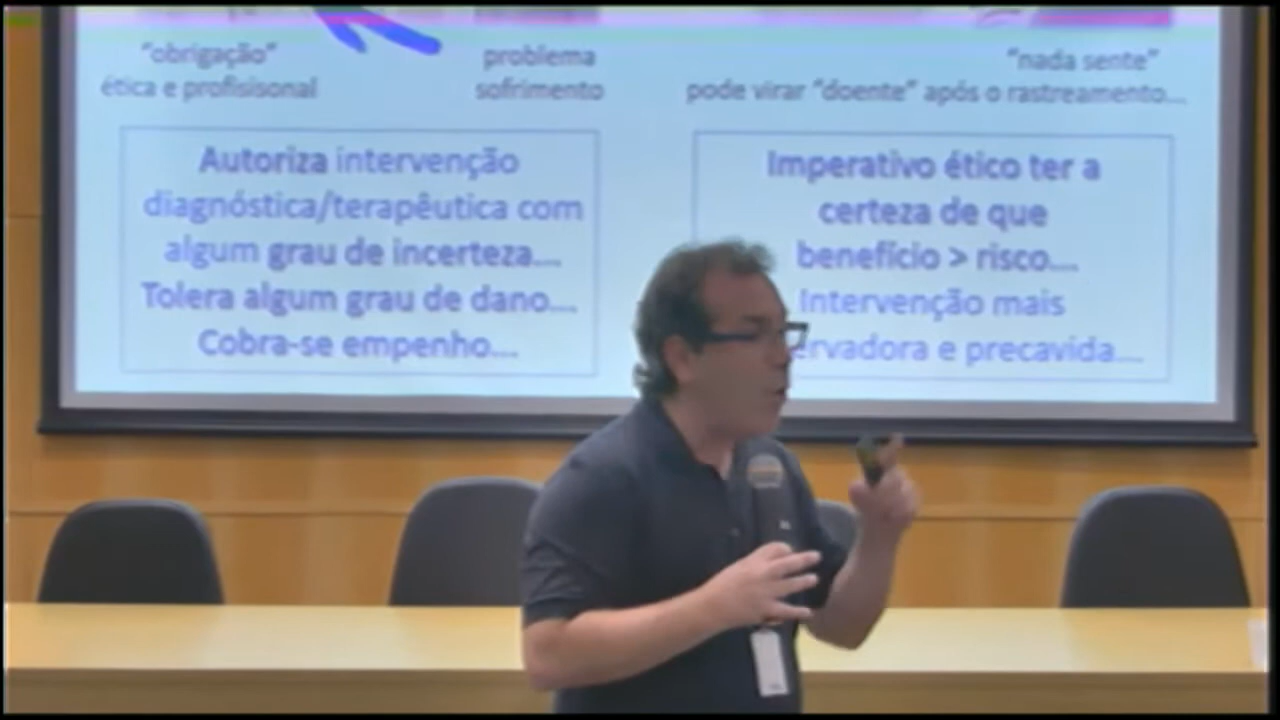 “obrigação”
ética e profisisonal
problema
sofrimento
Autoriza intervenção
diagnóstica/terapêutica com
algum grau de incerteza...
Tolera algum grau de dano...
Cobra-se empenho...
“nada sente”
pode virar “doente” após o rastreamento...
Imperativo ético ter a
certeza de que
benefício > risco...
Intervenção mais
ervadora e precavida...